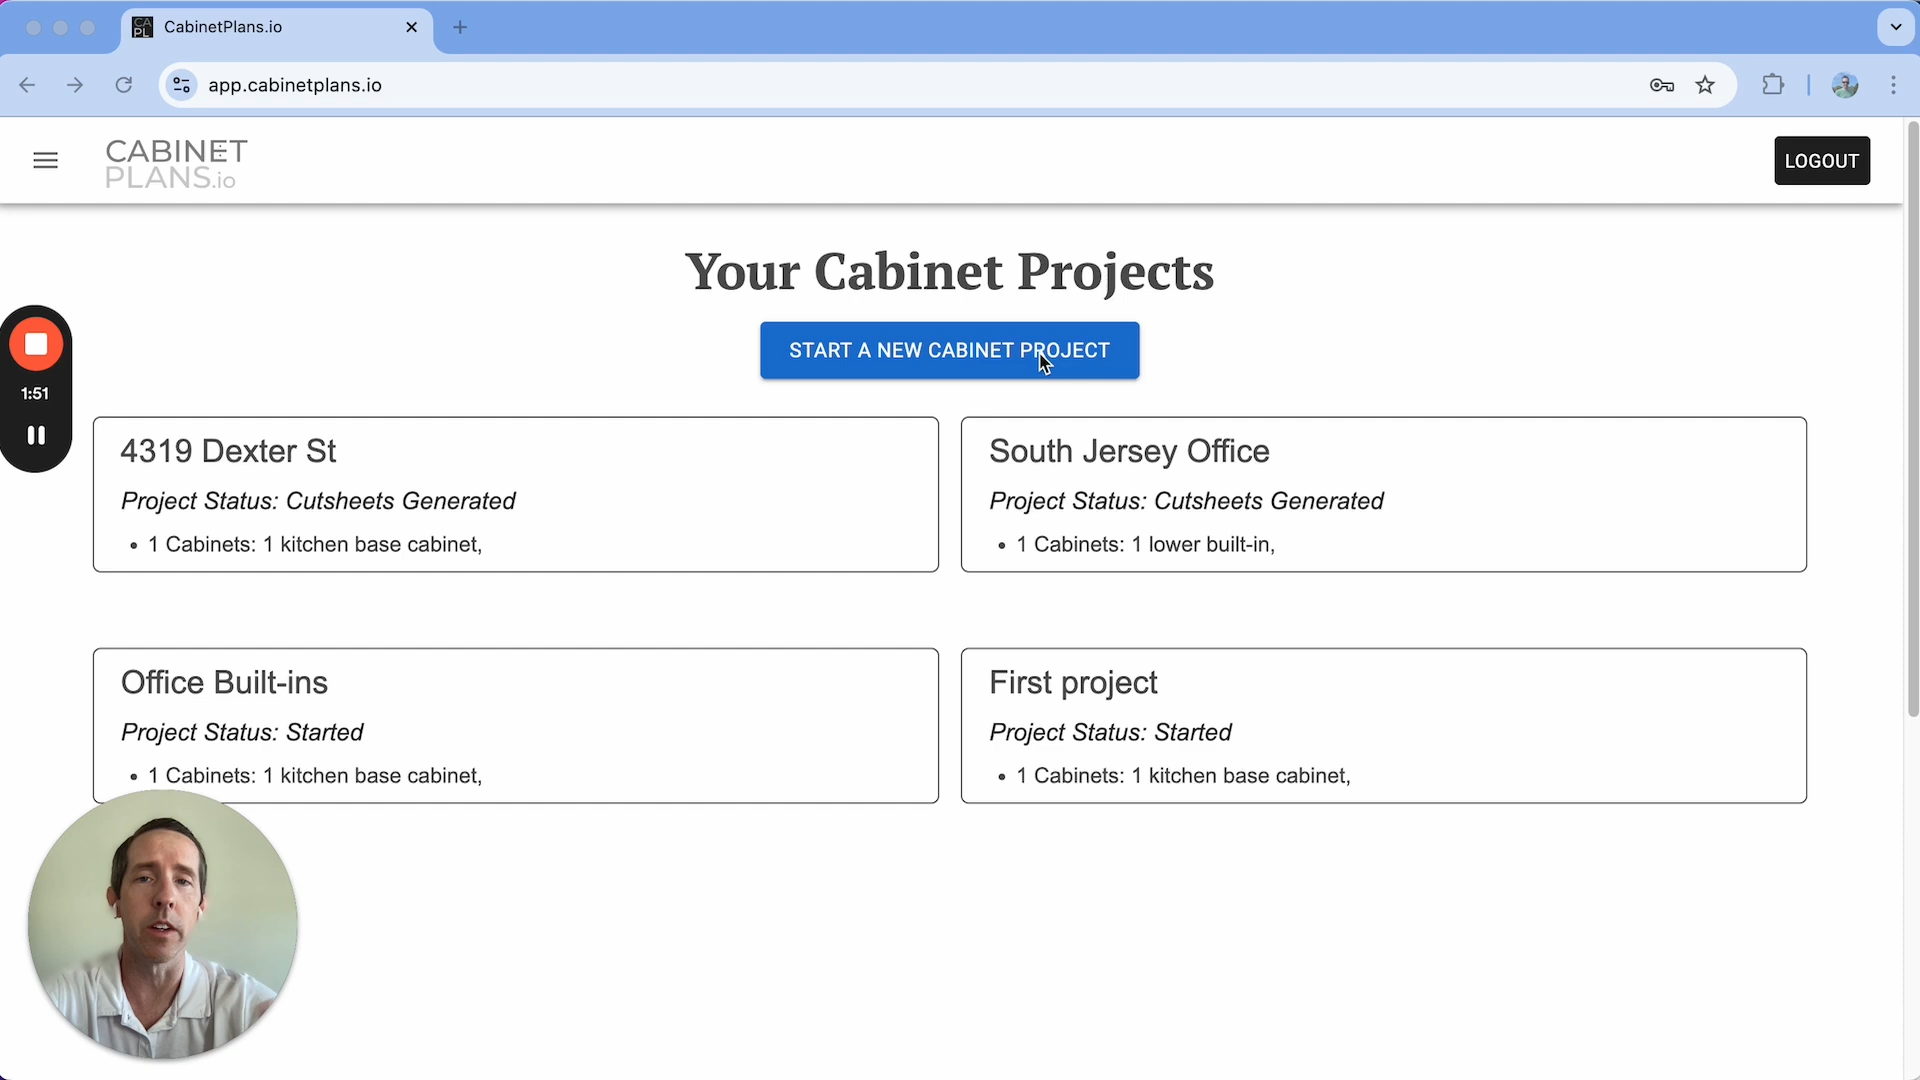 CabinetPlans.io
app.cabinetplans.io
CABINET
PLANS.io
LOGOUT
Your Cabinet Projects
START A NEW CABINET PROJECT
1:51
4319 Dexter St
Project Status: Cutsheets Generated
• 1 Cabinets: 1 kitchen base cabinet,
South Jersey Office
Project Status: Cutsheets Generated
• 1 Cabinets: 1 lower built-in,
Office Built-ins
Project Status: Started
• 1 Cabinets: 1 kitchen base cabinet,
First project
Project Status: Started
• 1 Cabinets: 1 kitchen base cabinet,